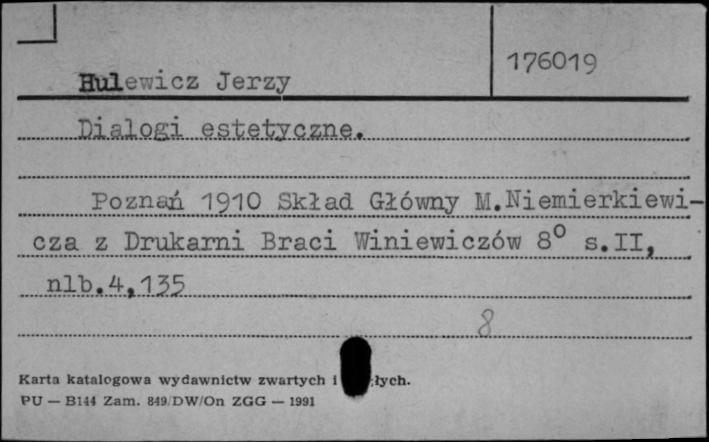 176019
Hulewicz Jerzy
Dialogi estetyczne.
Poznań 1910 Skład Główny M.Niemierkiewi-
cza z Drukarni Braci Winiewiczów 8° s.II,
nlb.4,135
8
Karta katalogowa wydawnictw zwartych i łych.
PU — B144 Zam. 849/DW/On ZGG — 1991